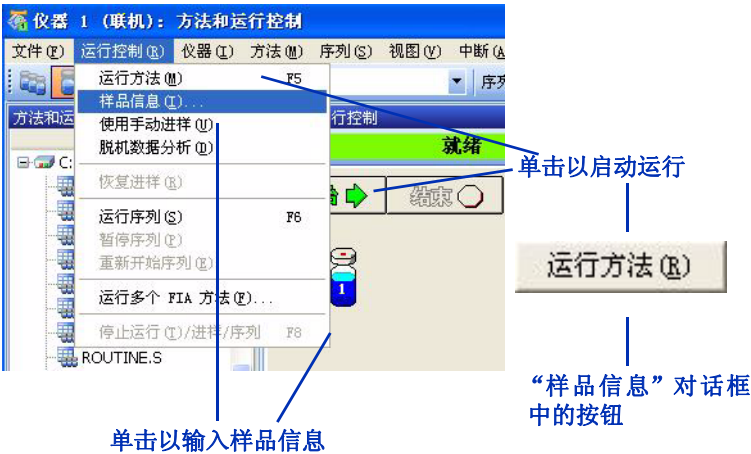 仪器 1 (联机): 方法和运行控制
文件(F) 运行控制(R) 仪器(I) 方法(M) 序列(S) 视图(V) 中断(A
序列
方法和运
行控制
运行方法(M) F5
样品信息(I)...
使用手动进样(U)
脱机数据分析(D)
恢复进样(R)
运行序列(S) F6
暂停序列(P)
重新开始序列(E)
运行多个 FIA 方法(P)...
停止运行(T)/进样/序列 F8
C:
ROUTINE.S
就绪
结束
1
单击以启动运行
运行方法(R)
“样品信息”对话框
中的按钮
单击以输入样品信息